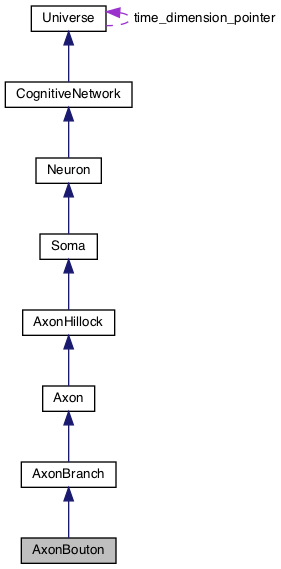 Universe
time_dimension_pointer
CognitiveNetwork
Neuron
Soma
AxonHillock
Axon
AxonBranch
AxonBouton